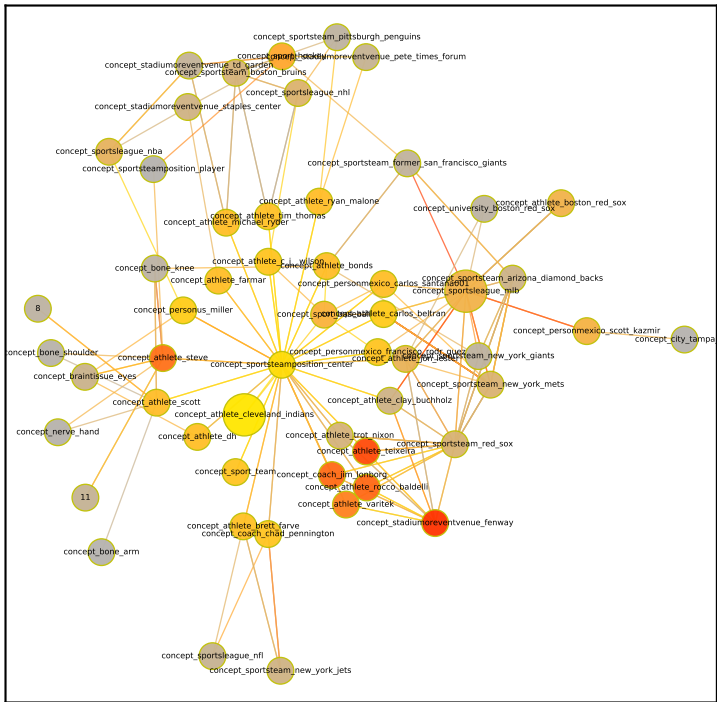 concept_sportsteam_pittsburgh_penguins
concept_stadiumoreventvenue_pete_times_forum
concept_stadiumoreventvenue_td_garden
concept_sportsteam_boston_bruins
concept_sportsleague_nhl
concept_stadiumoreventvenue_staples_center
concept_sportsleague_nba
concept_sportsteamposition_player
concept_sportsteam_former_san_francisco_giants
concept_athlete_ryan_malone
concept_athlete_boston_red_sox
concept_university_boston_red_sox
concept_athlete_tim_thomas
concept_athlete_michael_ryder
concept_athlete_c_j__wilson
concept_athlete_bonds
concept_bone_knee
concept_athlete_farmar
concept_sportsteam_arizona_diamond_backs
concept_personmexico_carlos_santana001
concept_sportsleague_mlb
8
concept_personus_miller
concept_athlete_carlos_beltran
concept_personmexico_scott_kazmir
concept_city_tampa
concept_bone_shoulder
concept_athlete_steve
concept_sportsteamposition_center
concept_athlete_jon_lester
concept_sportsteam_new_york_giants
concept_braintissue_eyes
concept_sportsteam_new_york_mets
concept_athlete_scott
concept_athlete_clay_buchholz
concept_athlete_cleveland_indians
concept_nerve_hand
concept_athlete_dh
concept_athlete_trot_nixon
concept_sportsteam_red_sox
concept_athlete_teixeira
concept_sport_team
concept_coach_jim_lonborg
concept_athlete_rocco_baldelli
11
concept_athlete_varitek
concept_stadiumoreventvenue_fenway
concept_athlete_brett_farve
concept_coach_chad_pennington
concept_bone_arm
concept_sportsleague_nfl
concept_sportsteam_new_york_jets